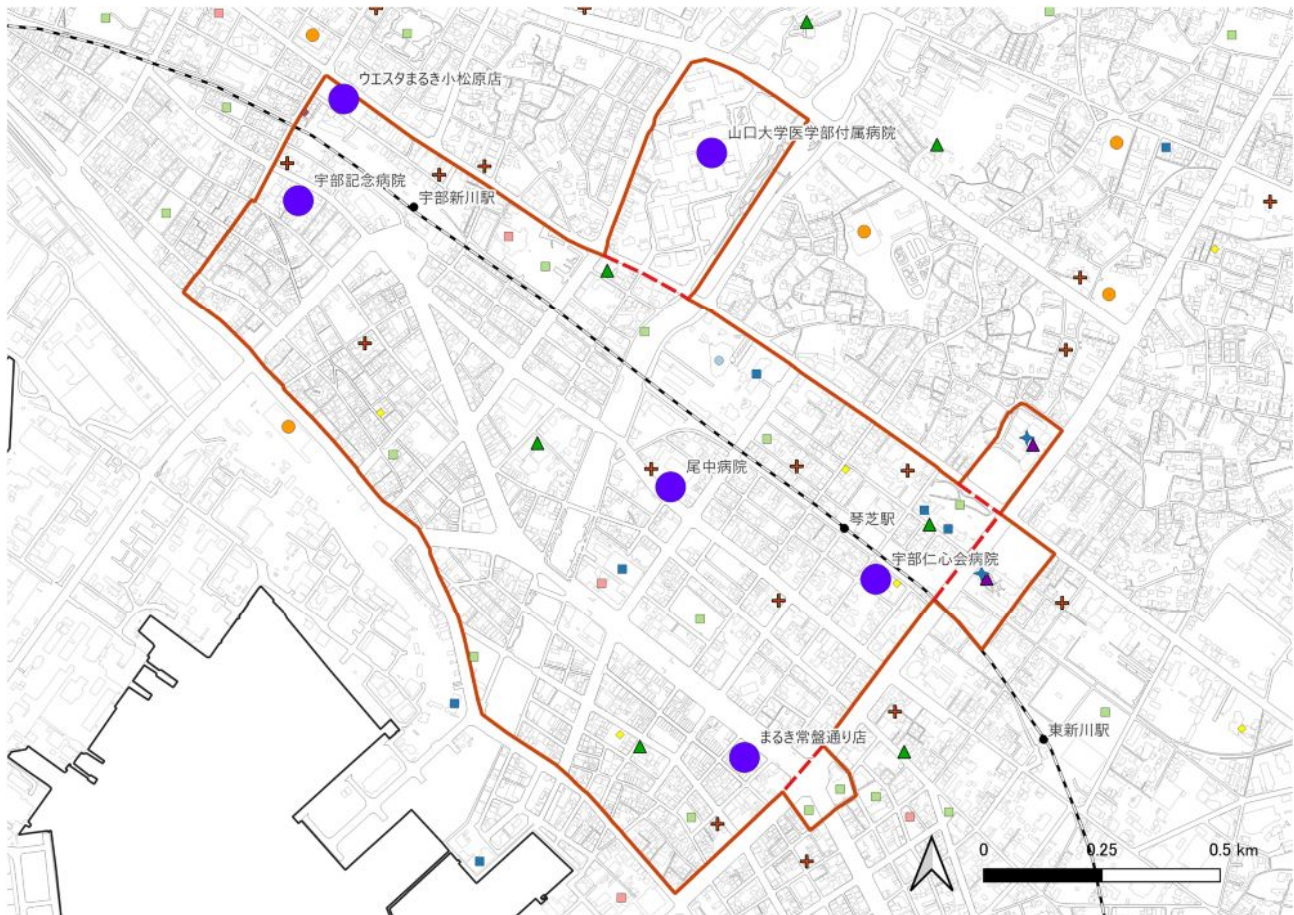 ウエスタまるき小松原店
山口大学医学部付属病院
宇部記念病院
宇部新川駅
尾中病院
琴芝駅
宇部仁心会病院
東新川駅
まるき常盤通り店
0 0.25 0.5 km